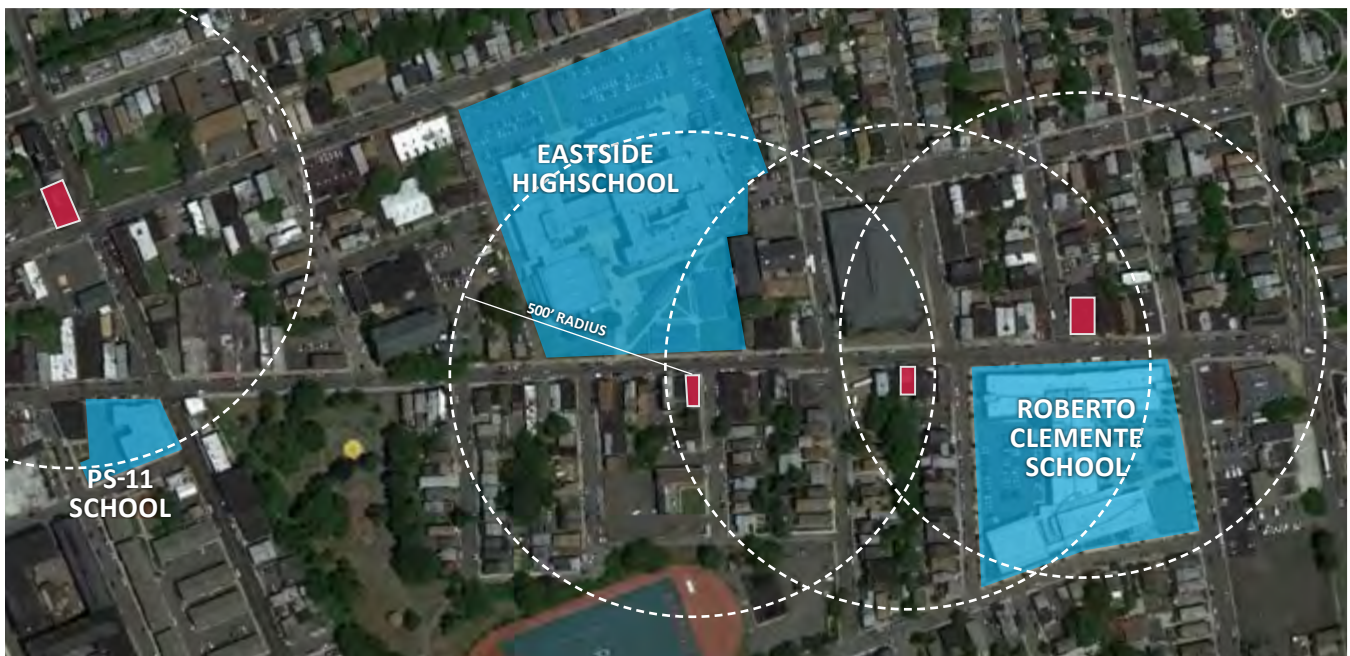 EASTSIDE
HIGHSCHOOL
500' RADIUS
ROBERTO
CLEMENTE
SCHOOL
PS-11
SCHOOL